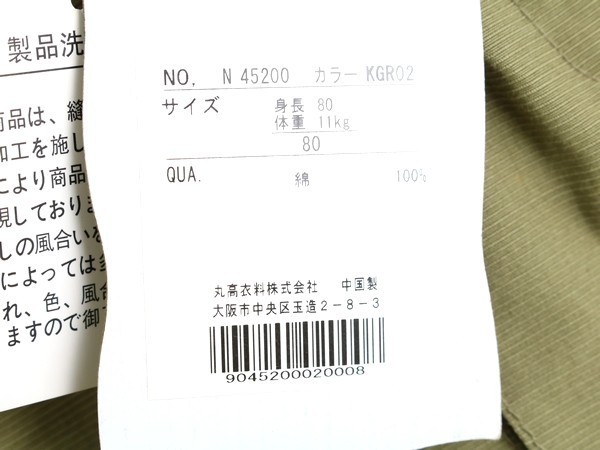 製品洗
商品は、縫
加工を施し
により商品
現しておりま
しの風合いを
によっては
れ、色、風合
ますので御
NO. N 45200 カラー KGR02
サイズ 身長 80
体重 11kg
80
QUA. 綿 100%
丸高衣料株式会社 中国製
大阪市中央区玉造2-8-3
9045200020008